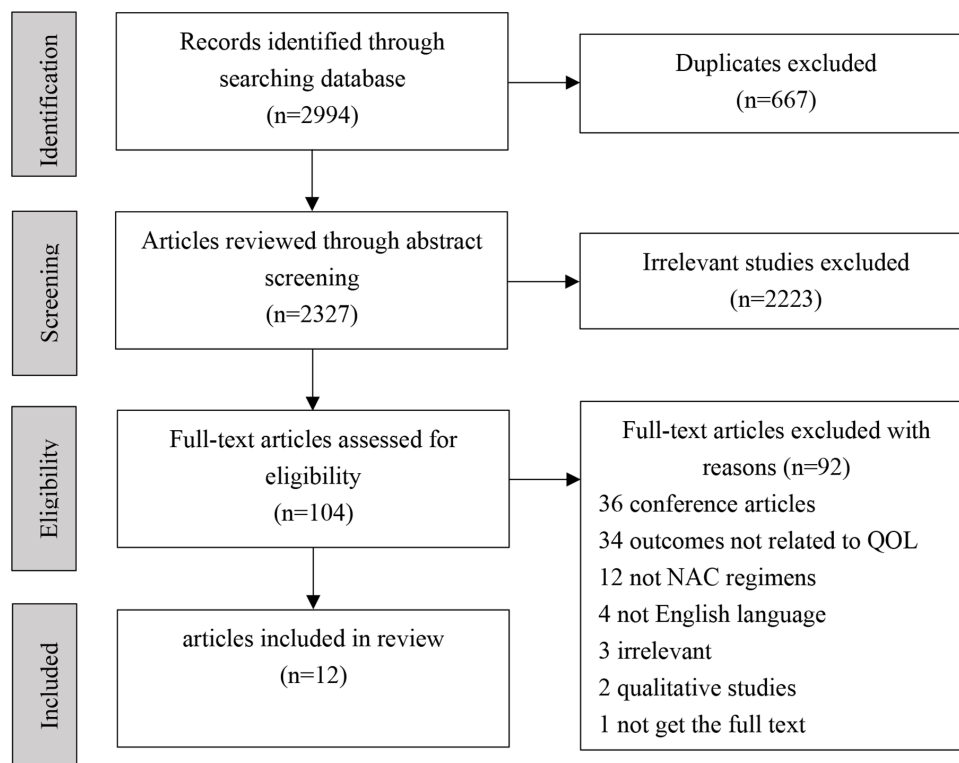 Identification
Records identified through
searching database
(n=2994)
Duplicates excluded
(n=667)
Screening
Articles reviewed through abstract
screening
(n=2327)
Irrelevant studies excluded
(n=2223)
Eligibility
Full-text articles assessed for
eligibility
(n=104)
Full-text articles excluded with
reasons (n=92)
36 conference articles
34 outcomes not related to QOL
12 not NAC regimens
4 not English language
3 irrelevant
2 qualitative studies
1 not get the full text
Included
articles included in review
(n=12)